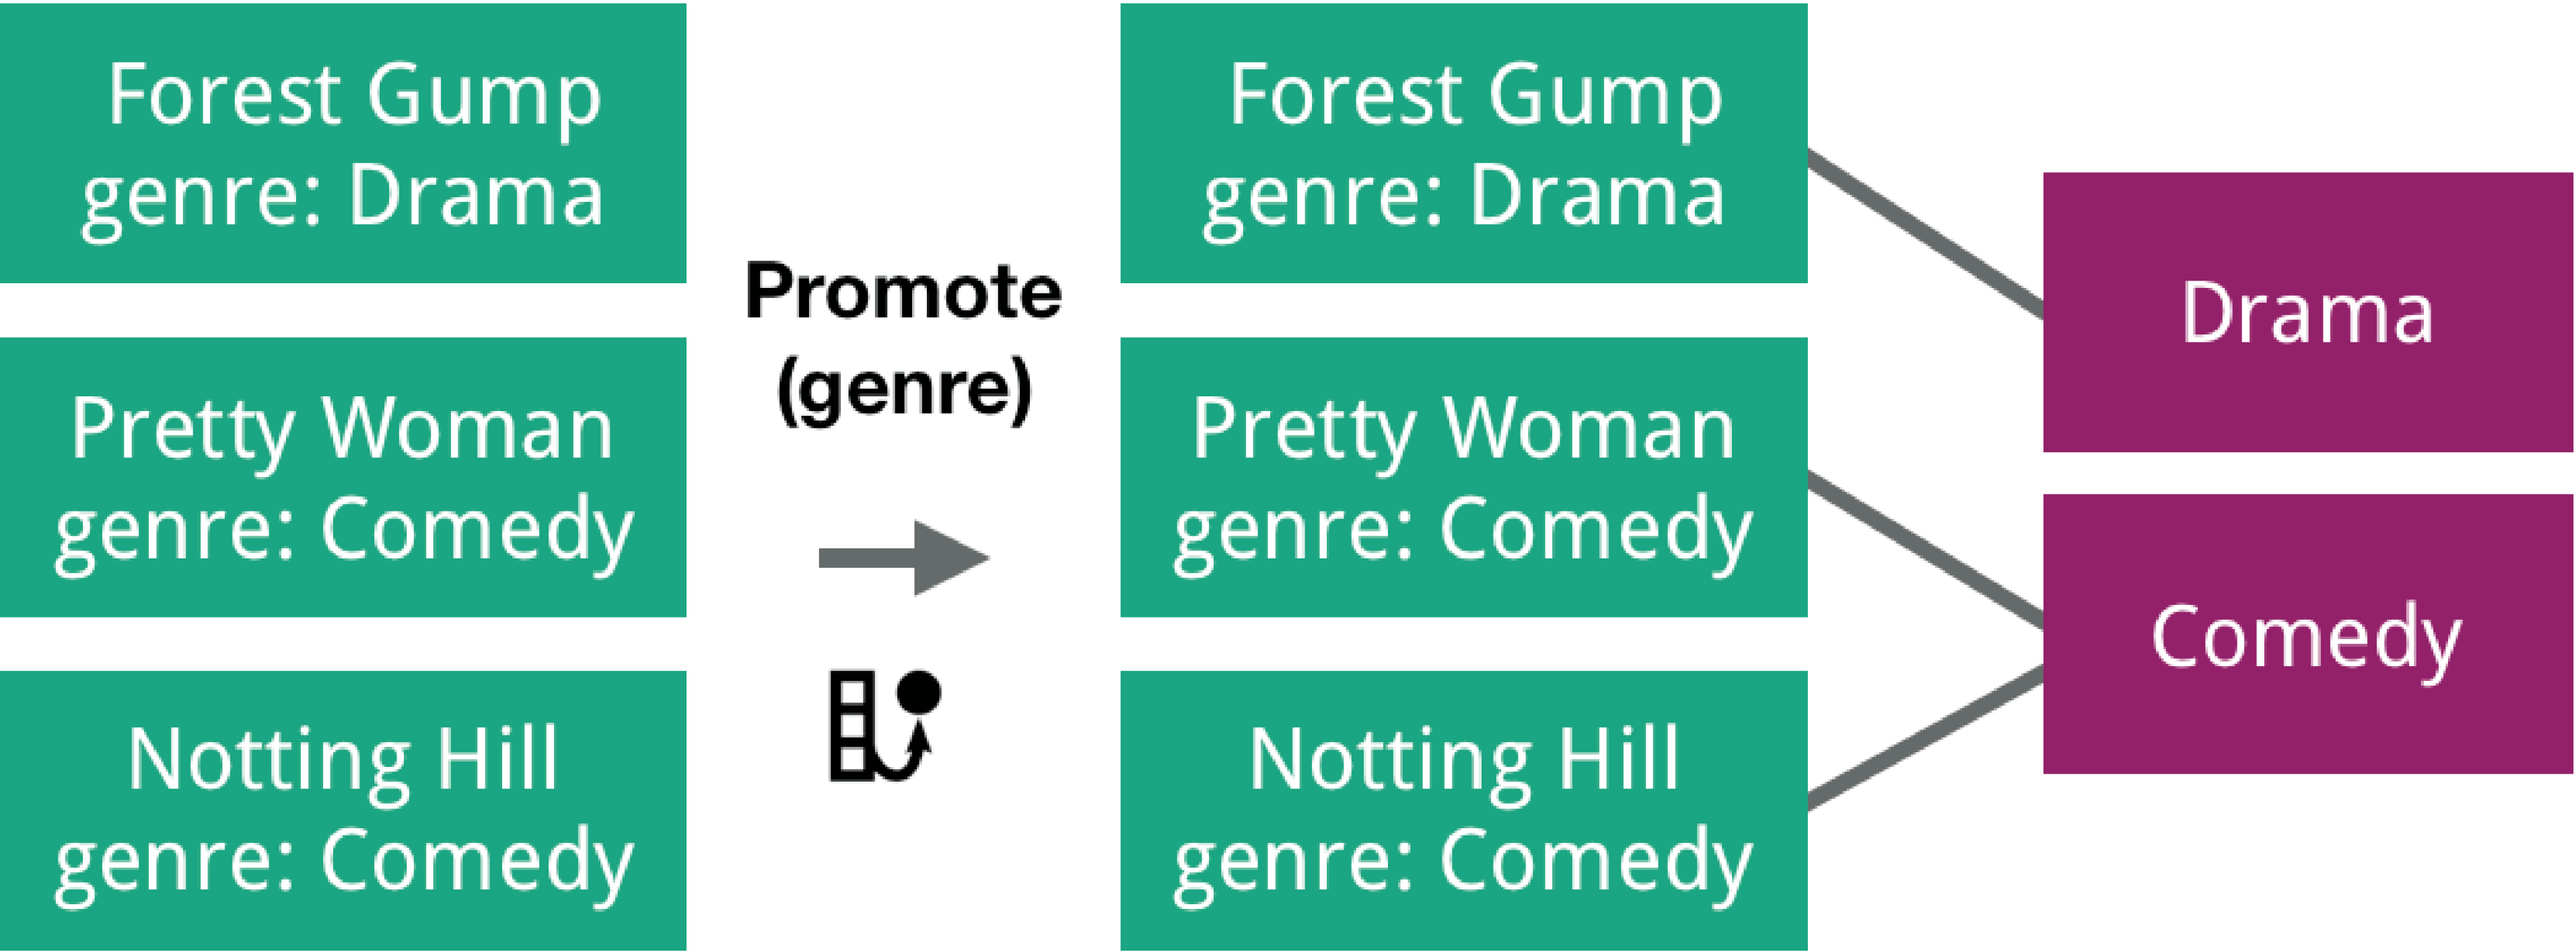 Forest Gump
genre: Drama
Pretty Woman
genre: Comedy
Notting Hill
genre: Comedy
Promote
(genre)
Forest Gump
genre: Drama
Pretty Woman
genre: Comedy
Notting Hill
genre: Comedy
Drama
Comedy